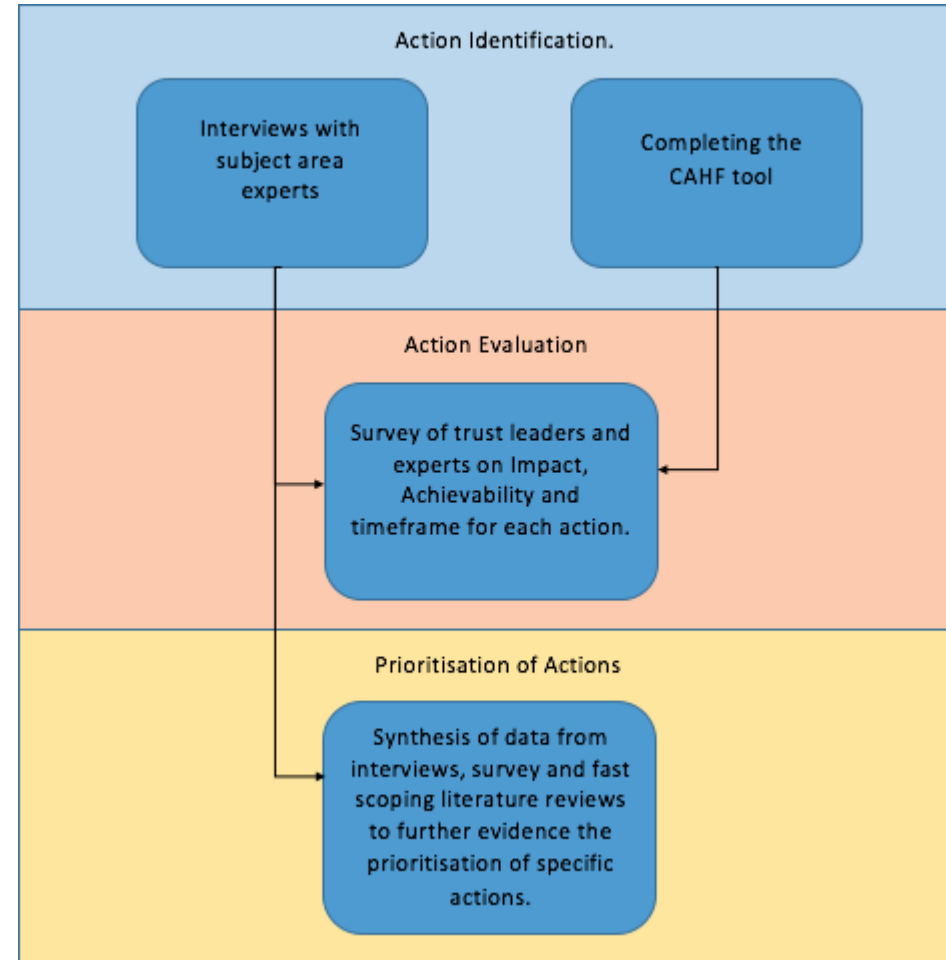 Action Identification.
Interviews with
subject area
experts
Completing the
CAHF tool
Action Evaluation
Survey of trust leaders and
experts on Impact,
Achievability and
timeframe for each action.
Prioritisation of Actions
Synthesis of data from
interviews, survey and fast
scoping literature reviews
to further evidence the
prioritisation of specific
actions.